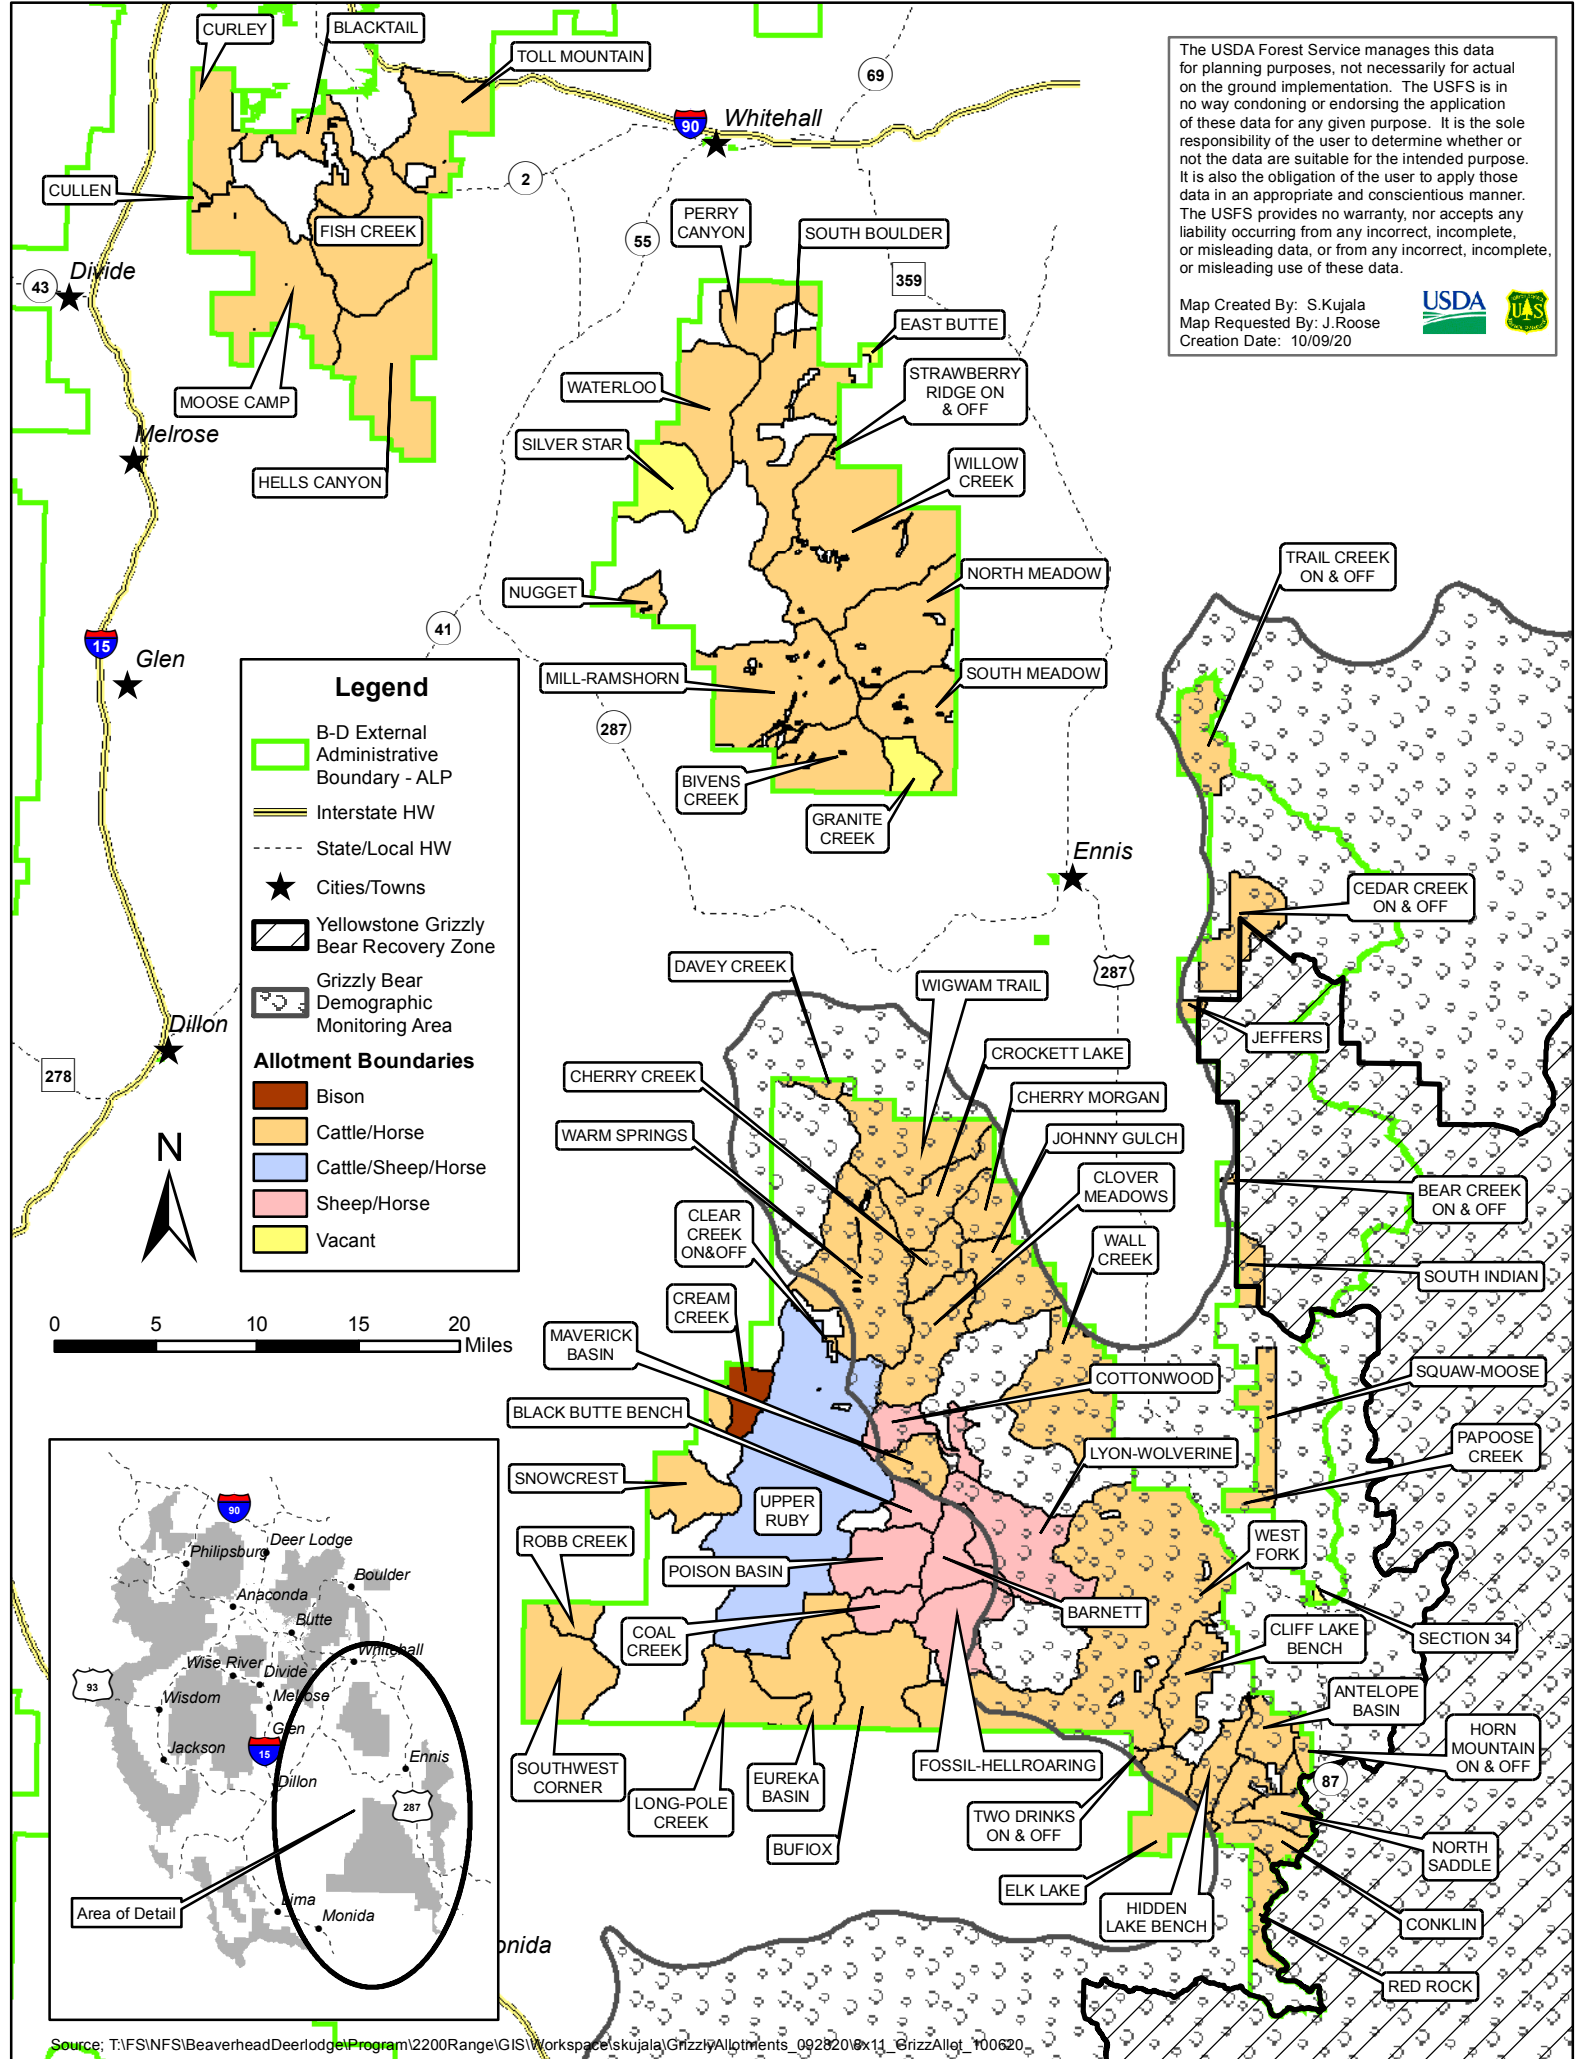 CURLEY
BLACKTAIL
TOLL MOUNTAIN
69
90
Whitehall
The USDA Forest Service manages this data
for planning purposes, not necessarily for actual
on the ground implementation. The USFS is in
no way condoning or endorsing the application
of these data for any given purpose. It is the sole
responsibility of the user to determine whether or
not the data are suitable for the intended purpose.
It is also the obligation of the user to apply those
data in an appropriate and conscientious manner.
The USFS provides no warranty, nor accepts any
liability occurring from any incorrect, incomplete,
or misleading data, or from any incorrect, incomplete,
or misleading use of these data.
Map Created By: S.Kujala
Map Requested By: J.Roose
Creation Date: 10/09/20
USDA
UAS
CULLEN
2
FISH CREEK
PERRY
CANYON
SOUTH BOULDER
55
43
Divide
359
EAST BUTTE
STRAWBERRY
RIDGE ON
& OFF
WATERLOO
MOOSE CAMP
Melrose
SILVER STAR
HELLS CANYON
WILLOW
CREEK
NUGGET
NORTH MEADOW
TRAIL CREEK
ON & OFF
41
15
Glen
MILL-RAMSHORN
SOUTH MEADOW
287
BIVENS
CREEK
GRANITE
CREEK
Ennis
CEDAR CREEK
ON & OFF
Legend
B-D External
Administrative
Boundary - ALP
Interstate HW
State/Local HW
Cities/Towns
Yellowstone Grizzly
Bear Recovery Zone
Grizzly Bear
Demographic
Monitoring Area
Allotment Boundaries
Bison
Cattle/Horse
Cattle/Sheep/Horse
Sheep/Horse
Vacant
Dillon
278
N
0 5 10 15 20
Miles
DAVEY CREEK
WIGWAM TRAIL
287
JEFFERS
CROCKETT LAKE
CHERRY CREEK
CHERRY MORGAN
WARM SPRINGS
JOHNNY GULCH
CLOVER
MEADOWS
CLEAR
CREEK
ON&OFF
WALL
CREEK
BEAR CREEK
ON & OFF
SOUTH INDIAN
CREAM
CREEK
MAVERICK
BASIN
COTTONWOOD
SQUAW-MOOSE
BLACK BUTTE BENCH
PAPOOSE
CREEK
LYON-WOLVERINE
SNOWCREST
UPPER
RUBY
ROBB CREEK
WEST
FORK
POISON BASIN
BARNETT
COAL
CREEK
CLIFF LAKE
BENCH
SECTION 34
ANTELOPE
BASIN
HORN
MOUNTAIN
ON & OFF
SOUTHWEST
CORNER
LONG-POLE
CREEK
EUREKA
BASIN
FOSSIL-HELLROARING
87
BUFIOX
TWO DRINKS
ON & OFF
NORTH
SADDLE
ELK LAKE
HIDDEN
LAKE BENCH
CONKLIN
RED ROCK
90
Philipsburg
Deer Lodge
Boulder
Anaconda
Butte
Whitehall
Wise River
Divide
93
Wisdom
Melrose
Glen
Jackson
15
Ennis
Dillon
287
Area of Detail
Lima
Monida
onida
Source; T:\FS\NFS\BeaverheadDeerlodge\Program\2200Range\GIS\Workspace\skujala\GrizzlyAllotments_092820\8x11_GrizzAllot_100620